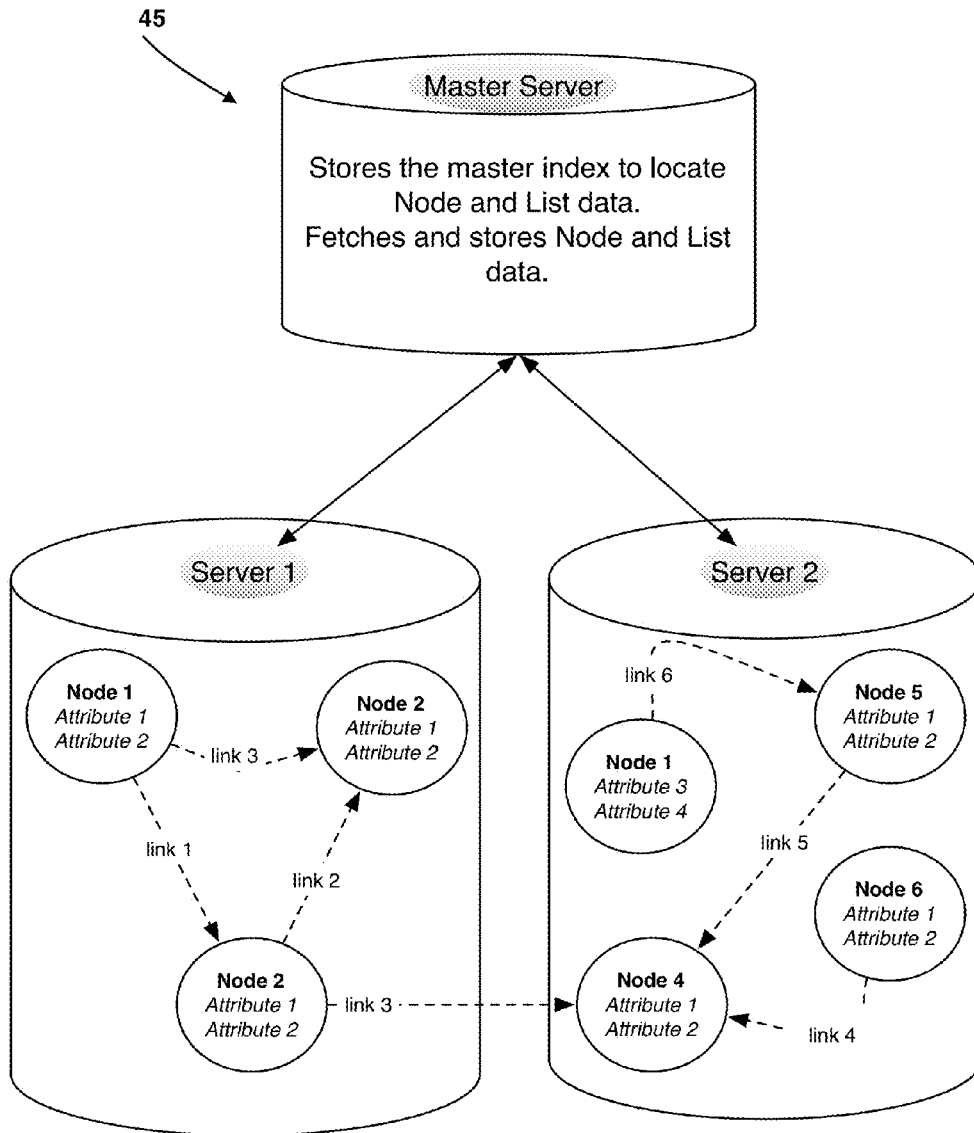 45
Master Server
Stores the master index to locate
Node and List data.
Fetches and stores Node and List
data.
Server 1
Node 1
Attribute 1
Attribute 2
Node 2
Attribute 1
Attribute 2
link 3
link 1
link 2
Node 2
Attribute 1
Attribute 2
link 3
Server 2
link 6
Node 5
Attribute 1
Attribute 2
Node 1
Attribute 3
Attribute 4
link 5
Node 6
Attribute 1
Attribute 2
Node 4
Attribute 1
Attribute 2
link 4